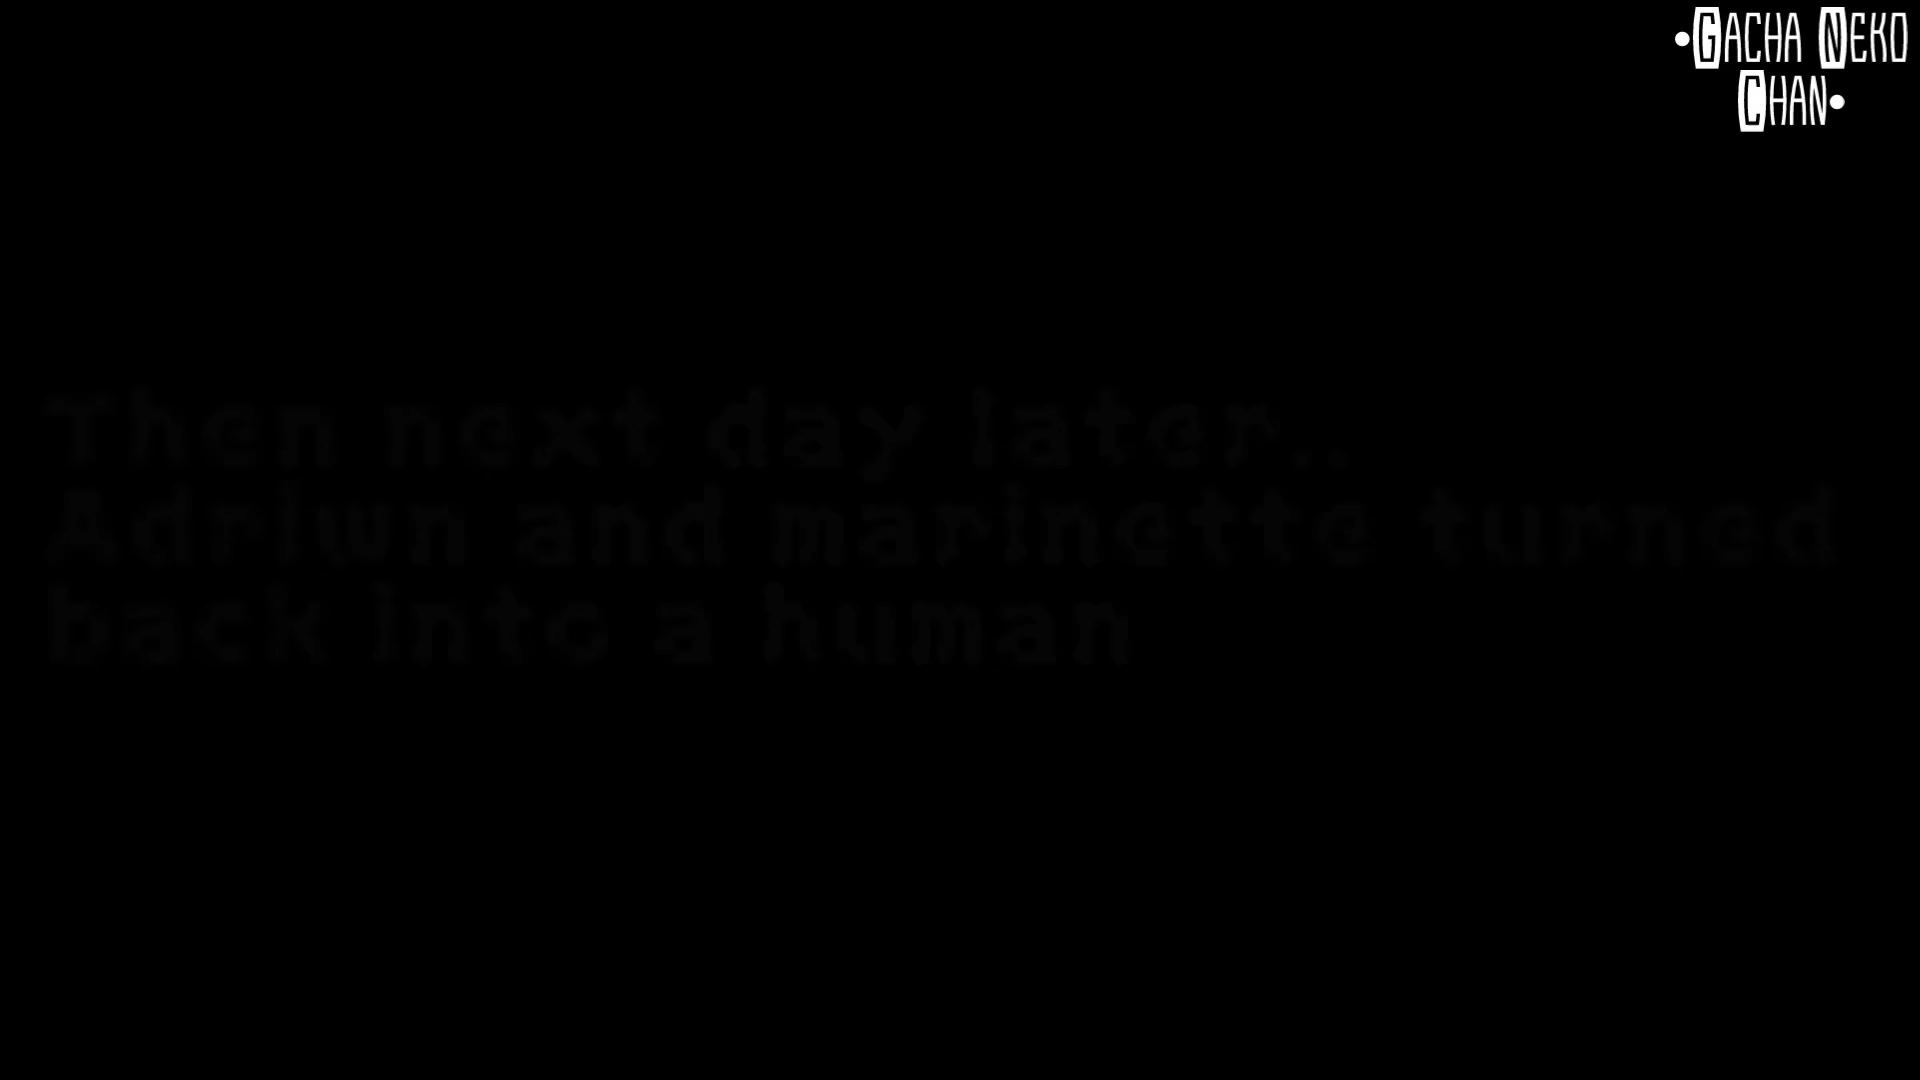 •Gacha Neko
Chan•
Then next day later..
Adriwn and marinette turned
back into a human